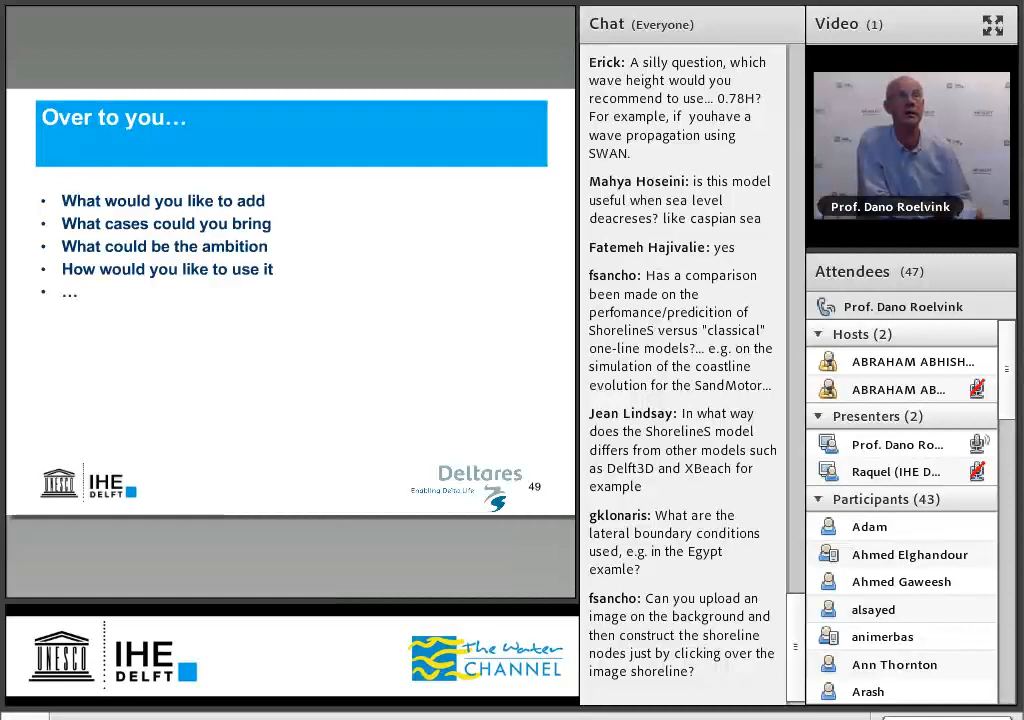 Over to you...
• What would you like to add
• What cases could you bring
• What could be the ambition
• How would you like to use it
• ...
UNESCO
IHE
DELFT
Deltares
Enabling Delta Life
49
UNESCO
IHE
DELFT
The Water
CHANNEL
Chat (Everyone)
Erick: A silly question, which
wave height would you
recommend to use... 0.78H?
For example, if youhave a
wave propagation using
SWAN.
Mahya Hoseini: is this model
useful when sea level
deacreses? like caspian sea
Fatemeh Hajivalie: yes
fsancho: Has a comparison
been made on the
perfomance/predicition of
ShorelineS versus "classical"
one-line models?... e.g. on the
simulation of the coastline
evolution for the SandMotor...
Jean Lindsay: In what way
does the ShorelineS model
differs from other models such
as Delft3D and XBeach for
example
gklonaris: What are the
lateral boundary conditions
used, e.g. in the Egypt
examle?
fsancho: Can you upload an
image on the background and
then construct the shoreline
nodes just by clicking over the
image shoreline?
Video (1)
Prof. Dano Roelvink
Attendees (47)
Prof. Dano Roelvink
Hosts (2)
ABRAHAM ABHISH...
ABRAHAM AB...
Presenters (2)
Prof. Dano Ro...
Raquel (IHE D...
Participants (43)
Adam
Ahmed Elghandour
Ahmed Gaweesh
alsayed
animerbas
Ann Thornton
Arash